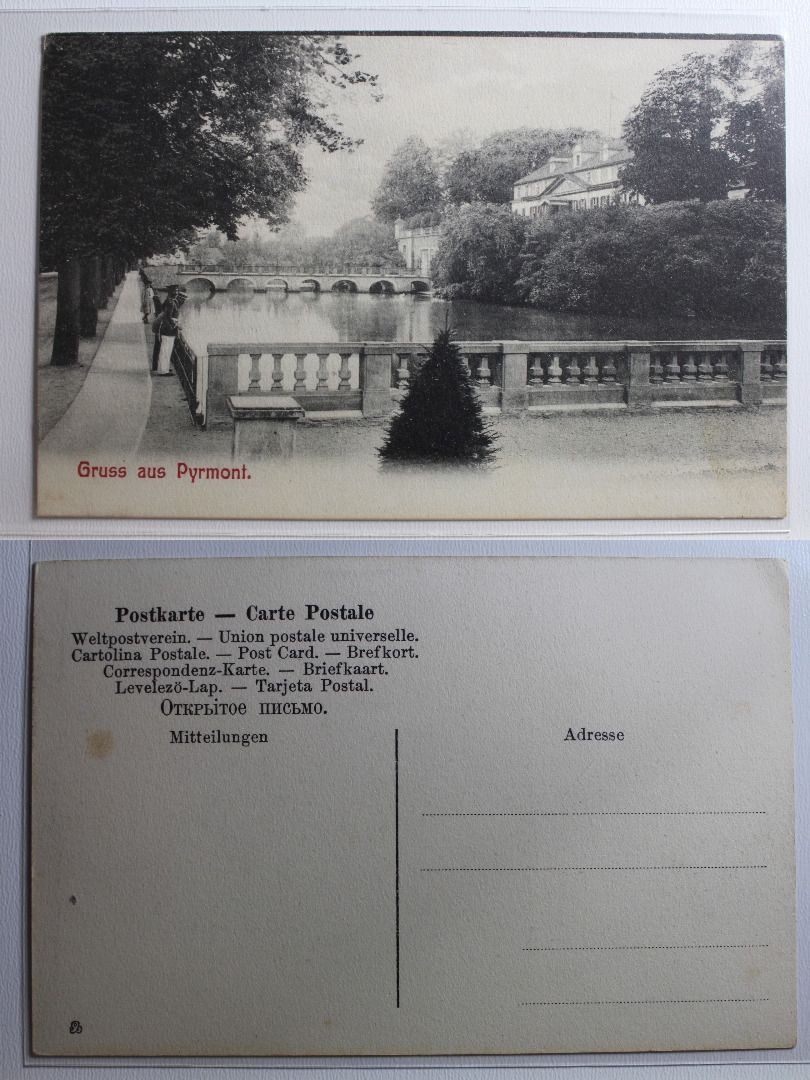 Gruss aus Pyrmont.
Postkarte — Carte Postale
Weltpostverein. — Union postale universelle.
Cartolina Postale. — Post Card. — Brefkort.
Correspondenz-Karte. — Briefkaart.
Levelezö-Lap. — Tarjeta Postal.
Открьітое письмо.
Mitteilungen
Adresse